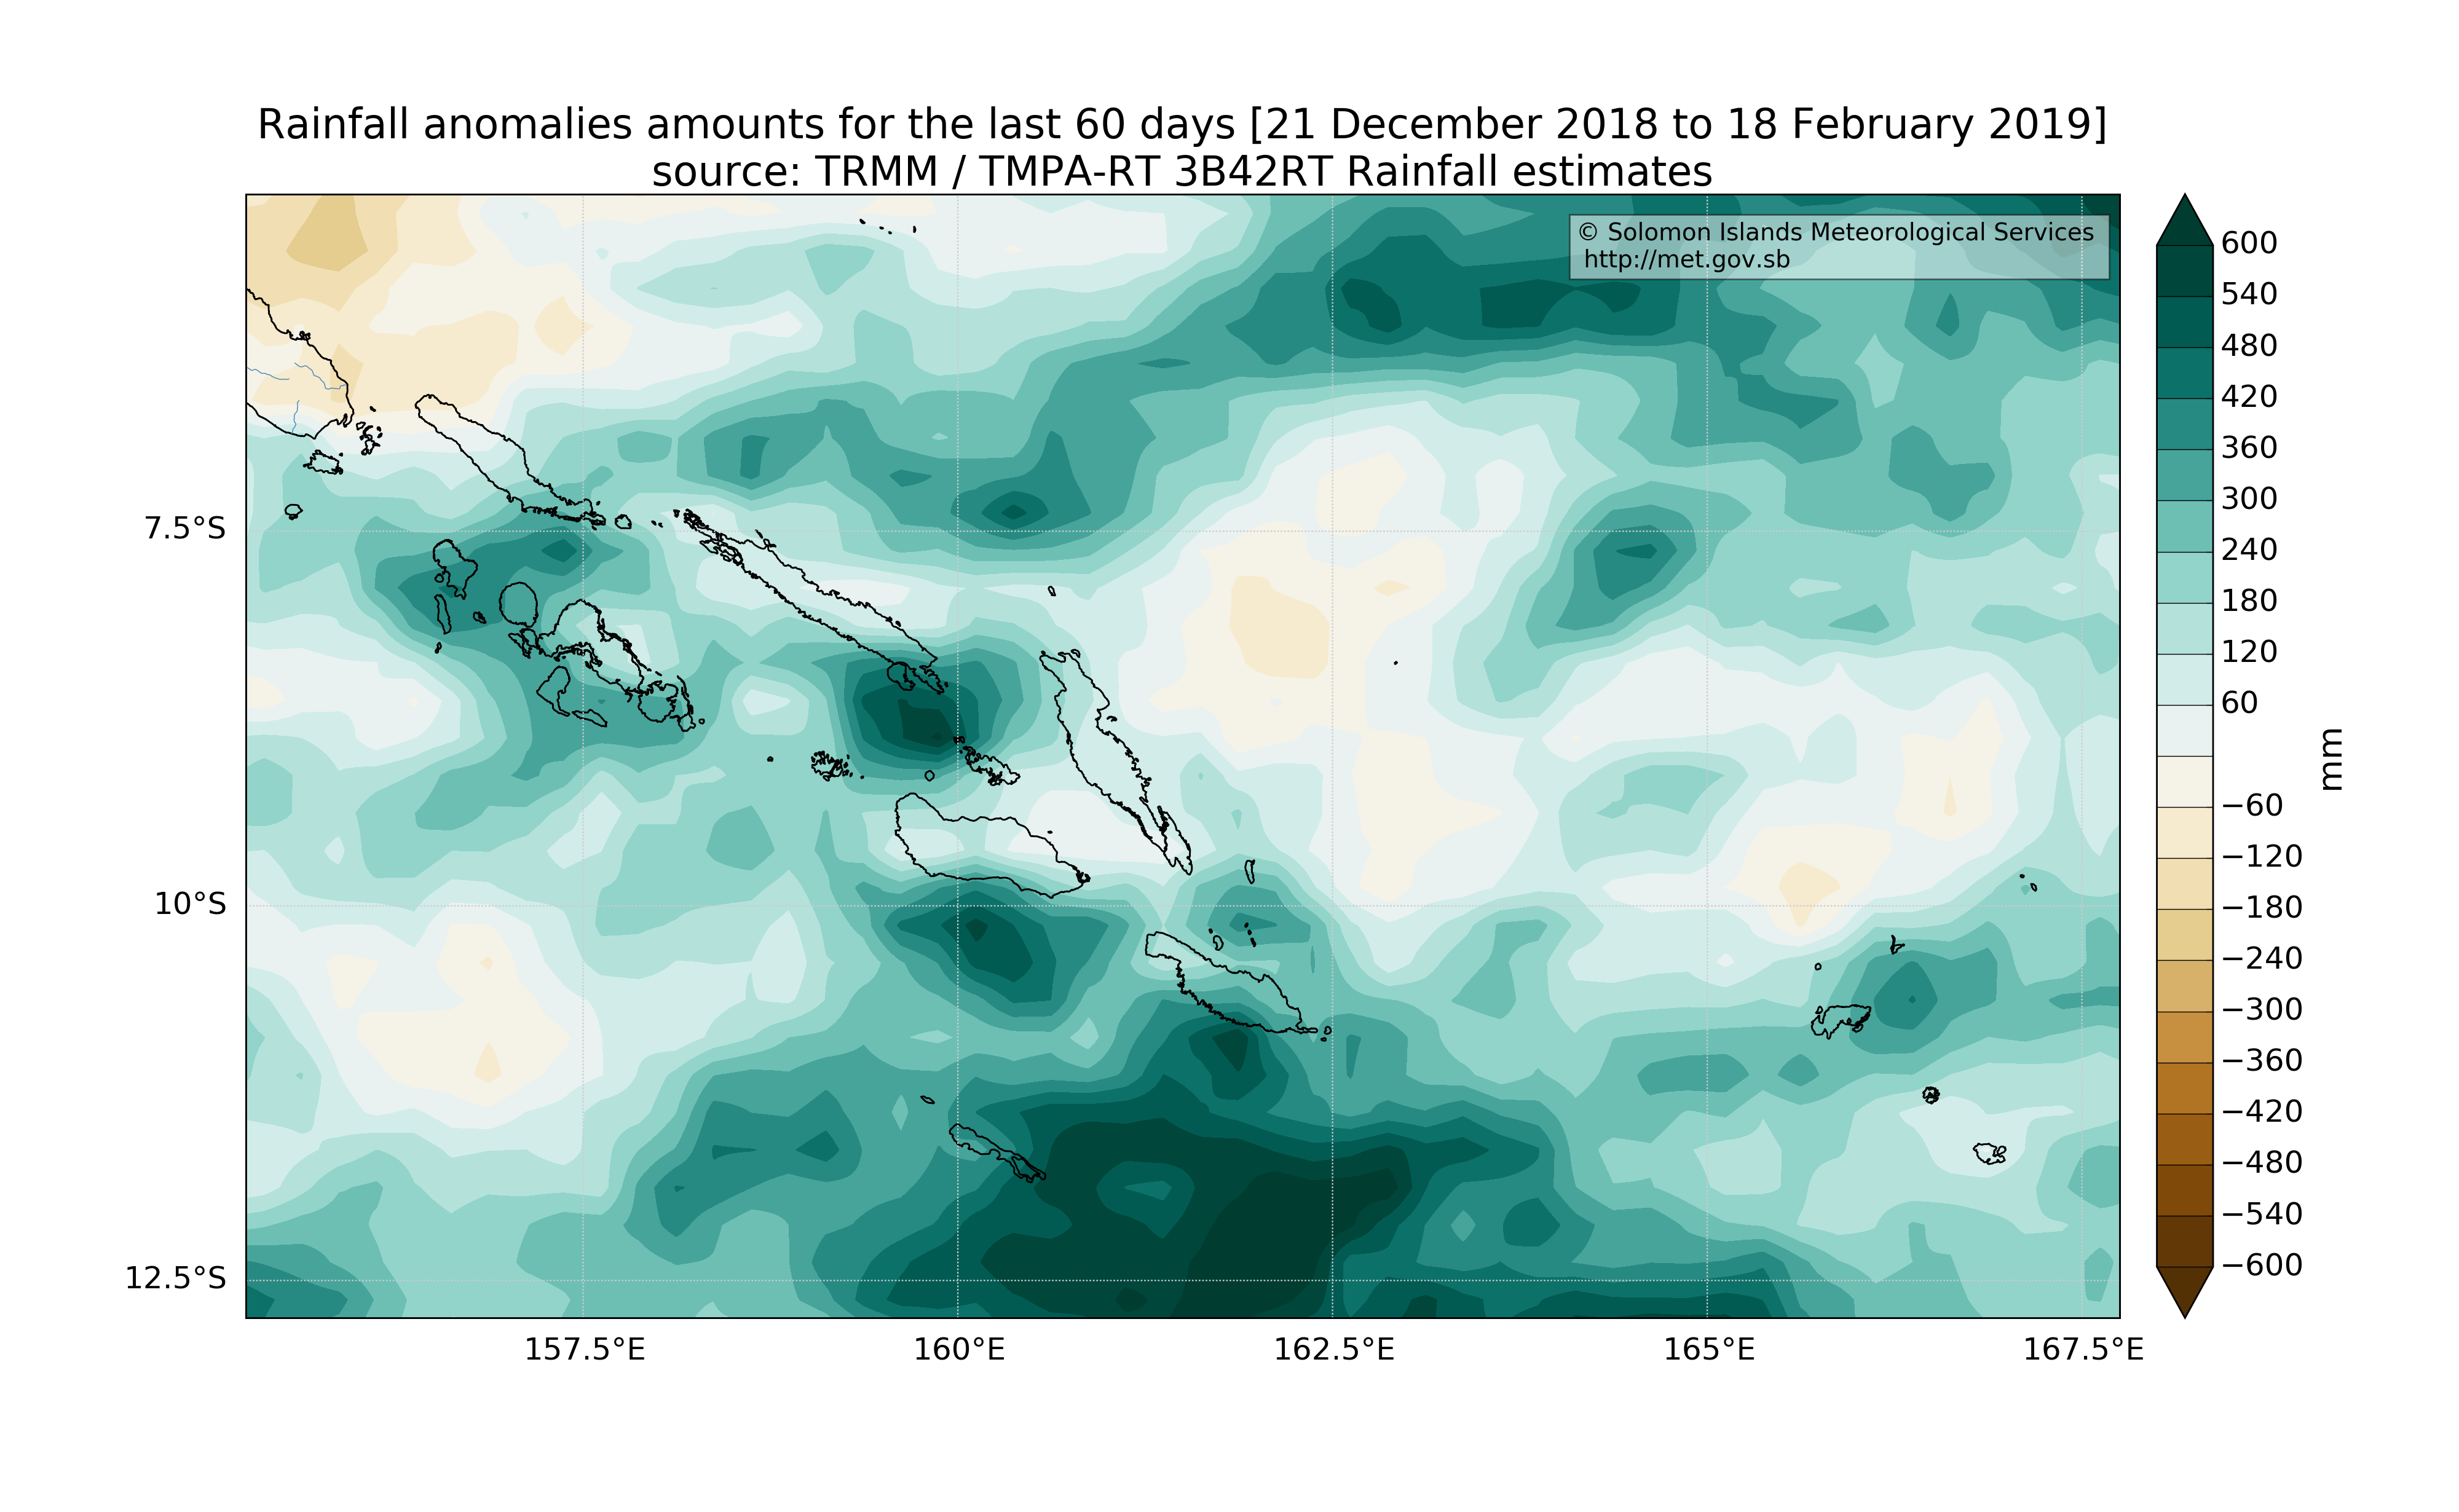 Rainfall anomalies amounts for the last 60 days [21 December 2018 to 18 February 2019]
source: TRMM / TMPA-RT 3B42RT Rainfall estimates
© Solomon Islands Meteorological Services
http://met.gov.sb
7.5°S
10°S
12.5°S
157.5°E
160°E
162.5°E
165°E
167.5°E
600
540
480
420
360
300
240
180
120
60
−60
−120
−180
−240
−300
−360
−420
−480
−540
−600
mm